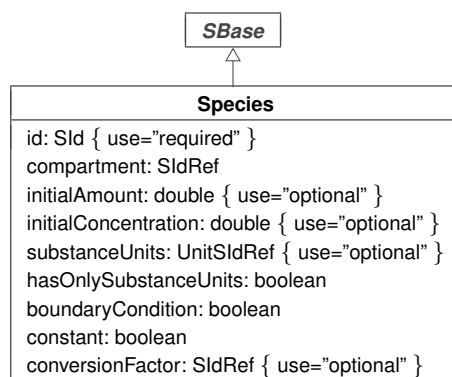 SBase
Species
id: SId { use=”required” }
compartment: SIdRef
initialAmount: double { use=”optional” }
initialConcentration: double { use=”optional” }
substanceUnits: UnitSIdRef { use=”optional” }
hasOnlySubstanceUnits: boolean
boundaryCondition: boolean
constant: boolean
conversionFactor: SIdRef { use=”optional” }